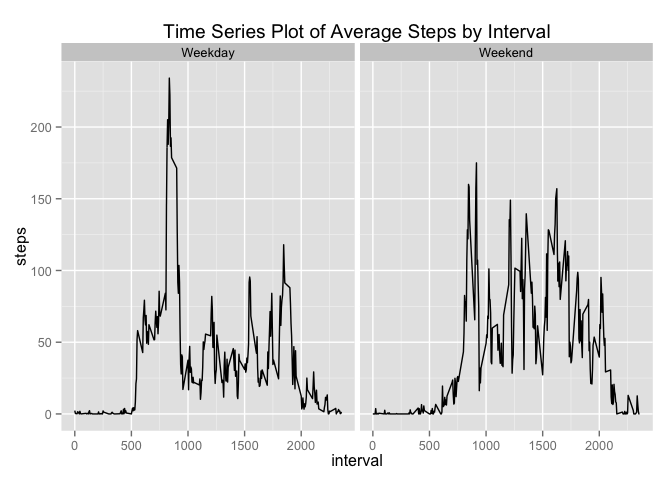 Time Series Plot of Average Steps by Interval
Weekday Weekend
200
150
100
50
0
steps
0 500 1000 1500 2000 0 500 1000 1500 2000
interval